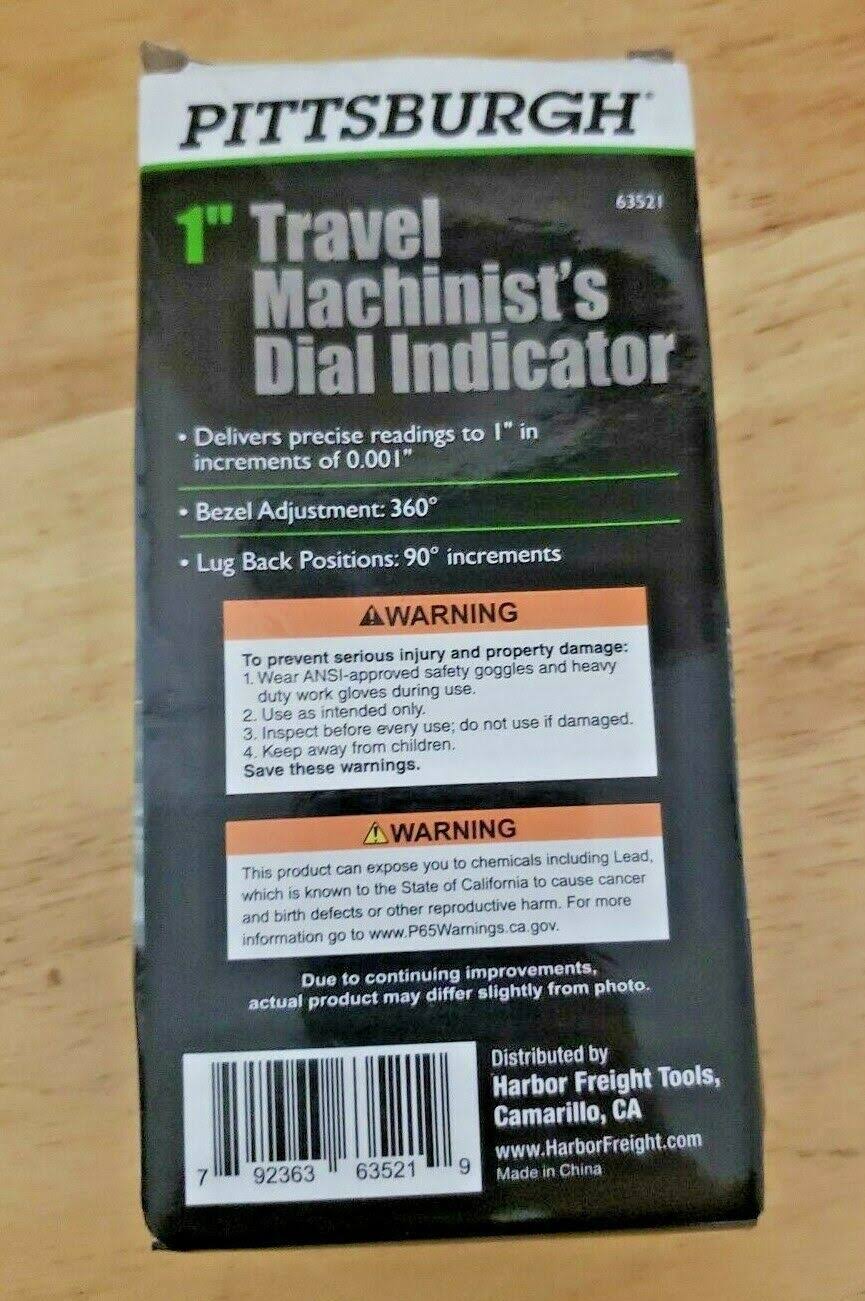 PITTSBURGH
63521
1" Travel
Machinist's
Dial Indicator
• Delivers precise readings to 1" in
increments of 0.001"
• Bezel Adjustment: 360°
• Lug Back Positions: 90° increments
⚠WARNING
To prevent serious injury and property damage:
1. Wear ANSI-approved safety goggles and heavy
duty work gloves during use.
2. Use as intended only.
3. Inspect before every use; do not use if damaged.
4. Keep away from children.
Save these warnings.
⚠WARNING
This product can expose you to chemicals including Lead,
which is known to the State of California to cause cancer
and birth defects or other reproductive harm. For more
information go to www.P65Warnings.ca.gov.
Due to continuing improvements,
actual product may differ slightly from photo.
Distributed by
Harbor Freight Tools,
Camarillo, CA
www.HarborFreight.com
Made in China
7 92363 63521 9